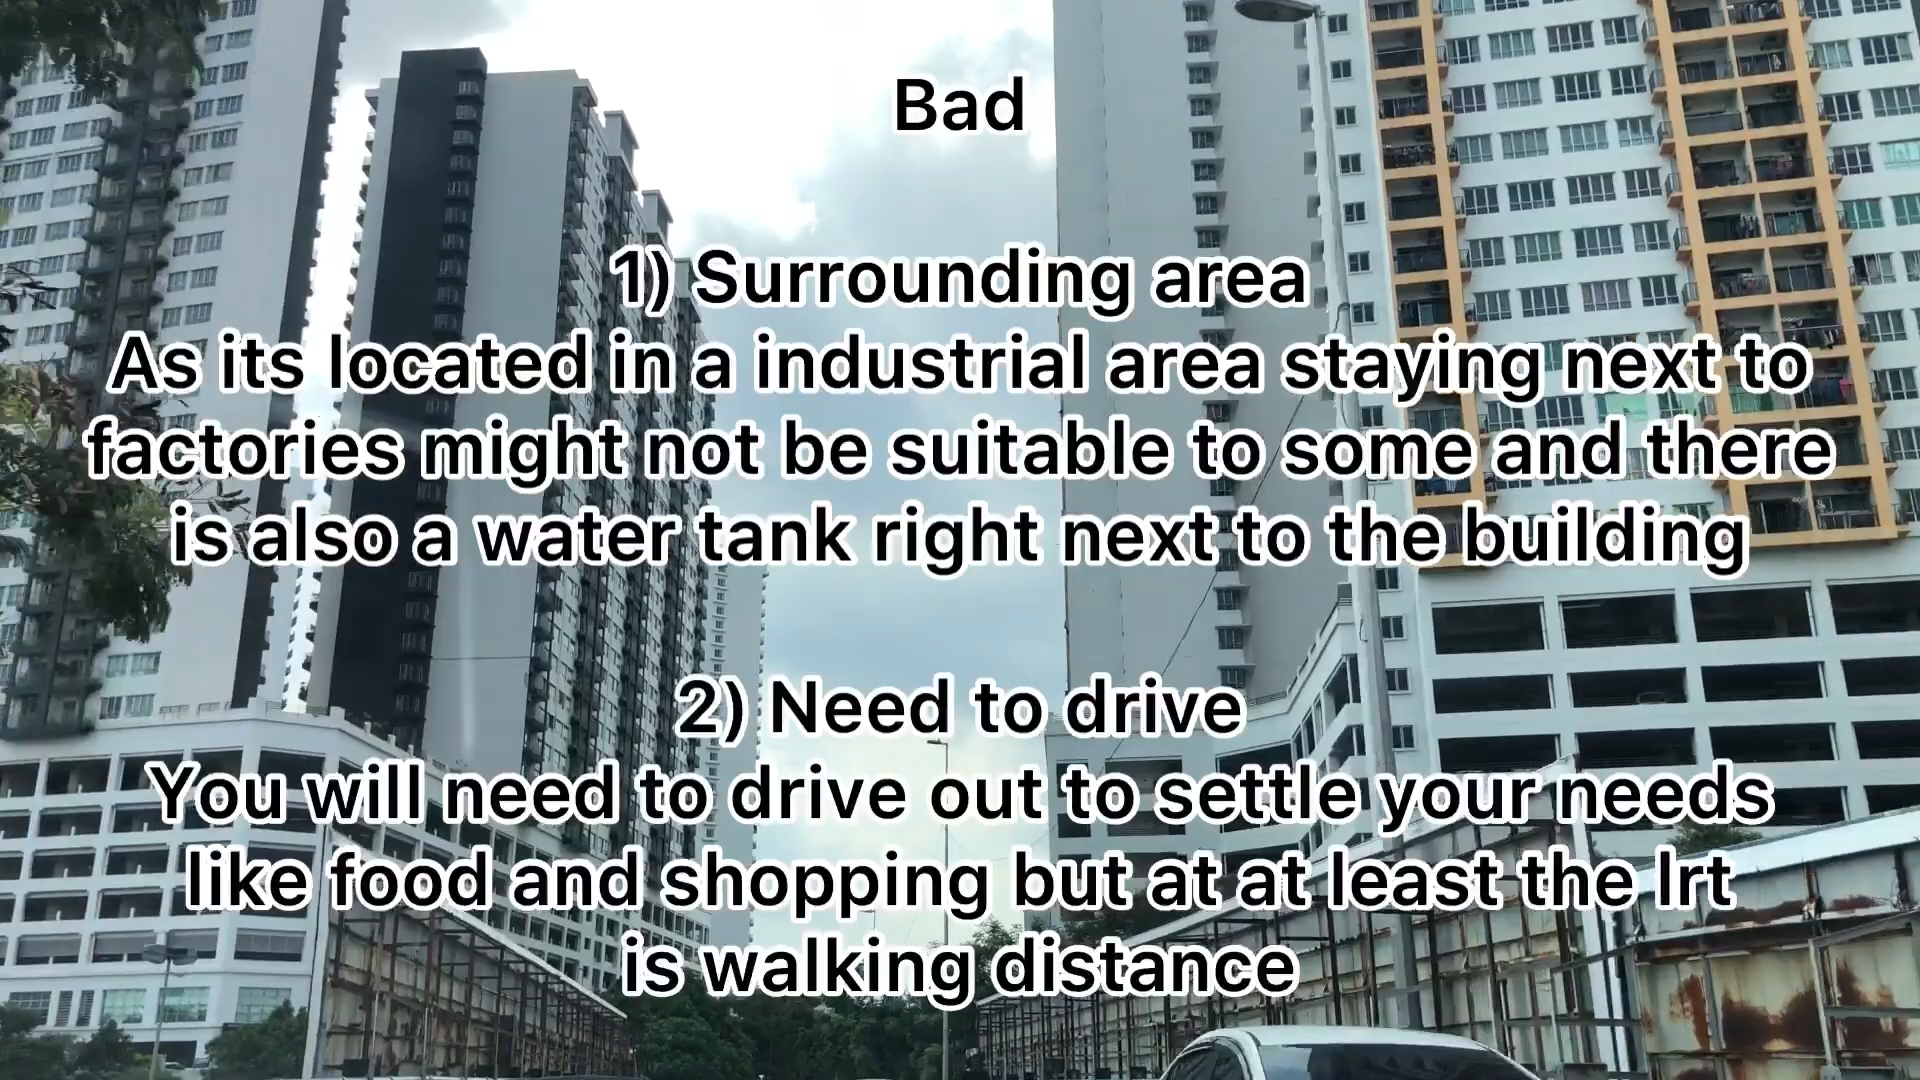 Bad
1) Surrounding area
As its located in a industrial area staying next to
factories might not be suitable to some and there
is also a water tank right next to the building
2) Need to drive
You will need to drive out to settle your needs
like food and shopping but at at least the lrt
is walking distance